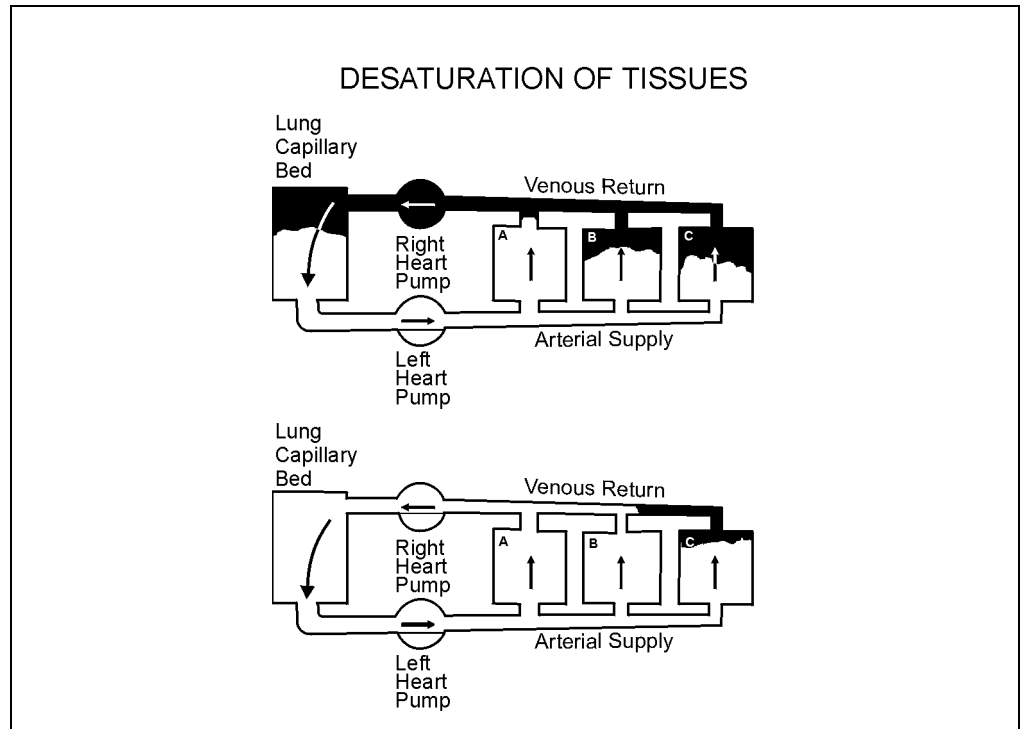 DESATURATION OF TISSUES
Lung
Capillary
Bed
Venous Return
A
B
C
Right
Heart
Pump
Arterial Supply
Left
Heart
Pump
Lung
Capillary
Bed
Venous Return
A
B
C
Right
Heart
Pump
Arterial Supply
Left
Heart
Pump